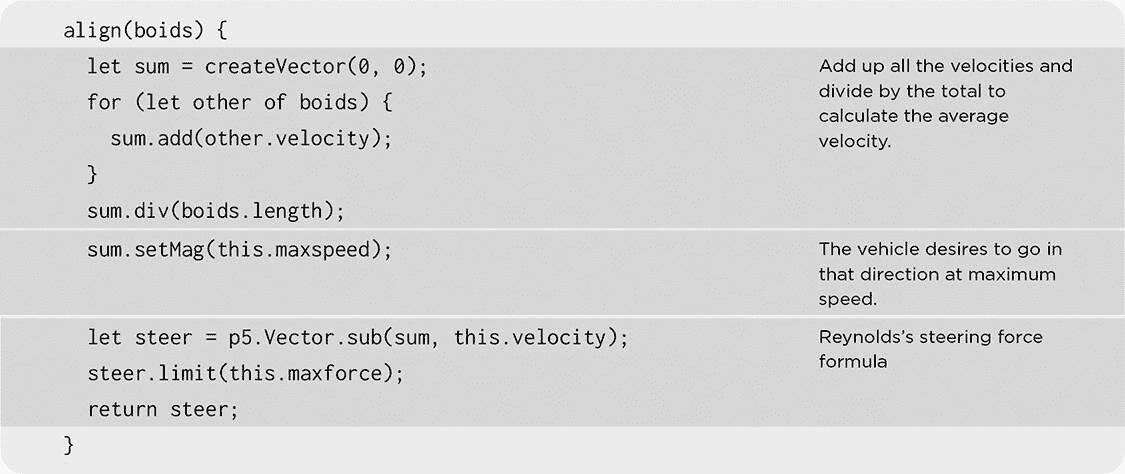 align(boids) {
let sum = createVector(0, 0);
for (let other of boids) {
sum.add(other.velocity);
}
sum.div(boids.length);
Add up all the velocities and
divide by the total to
calculate the average
velocity.
sum.setMag(this.maxspeed);
The vehicle desires to go in
that direction at maximum
speed.
let steer = p5.Vector.sub(sum, this.velocity);
steer.limit(this.maxforce);
return steer;
Reynolds’s steering force
formula
}